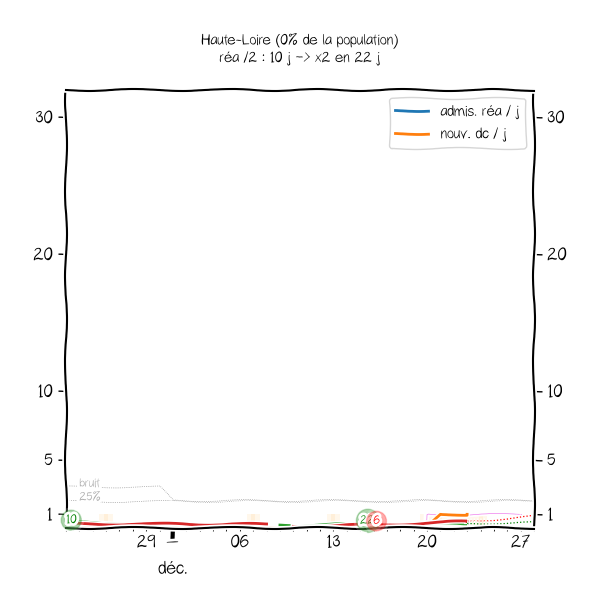 Haute-Loire (0% de la population)
réa /2 : 10 j -> x2 en 22 j
admis. réa / j
nouv. dc / j
30
30
20
20
10
10
5
5
bruit
25%
1
1
10
29
06
13
20
27
déc.